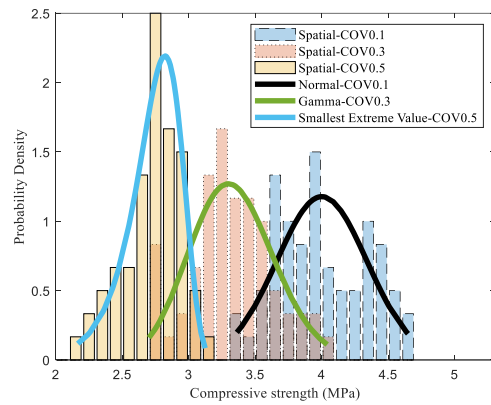 2.5
2
1.5
1
0.5
0
Probability Density
Spatial-COV0.1
Spatial-COV0.3
Spatial-COV0.5
Normal-COV0.1
Gamma-COV0.3
Smallest Extreme Value-COV0.5
2 2.5 3 3.5 4 4.5 5
Compressive strength (MPa)